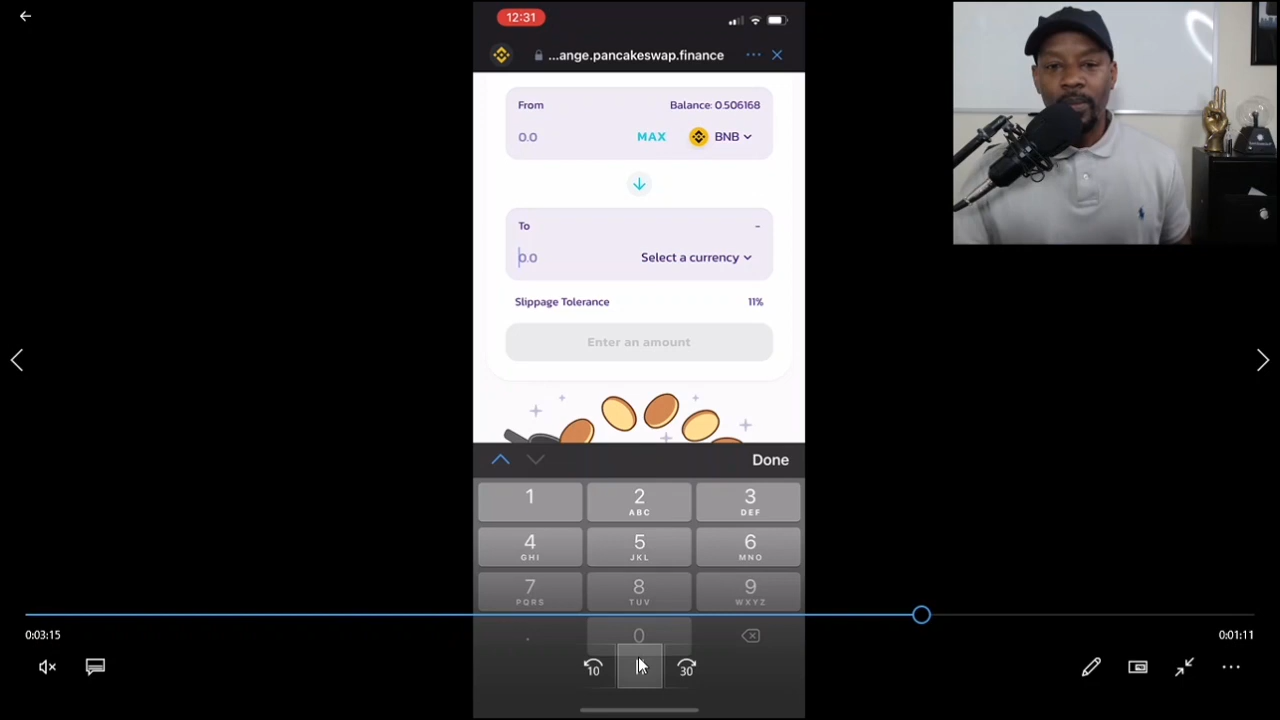 12:31
...ange.pancakeswap.finance
From
Balance: 0.506168
0.0
MAX
BNB
To
-
0.0
Select a currency
Slippage Tolerance
11%
Enter an amount
Done
1
2
ABC
3
DEF
4
GHI
5
JKL
6
MNO
7
PQRS
8
TUV
9
WXYZ
.
0
0:03:15
0:01:11
10
30